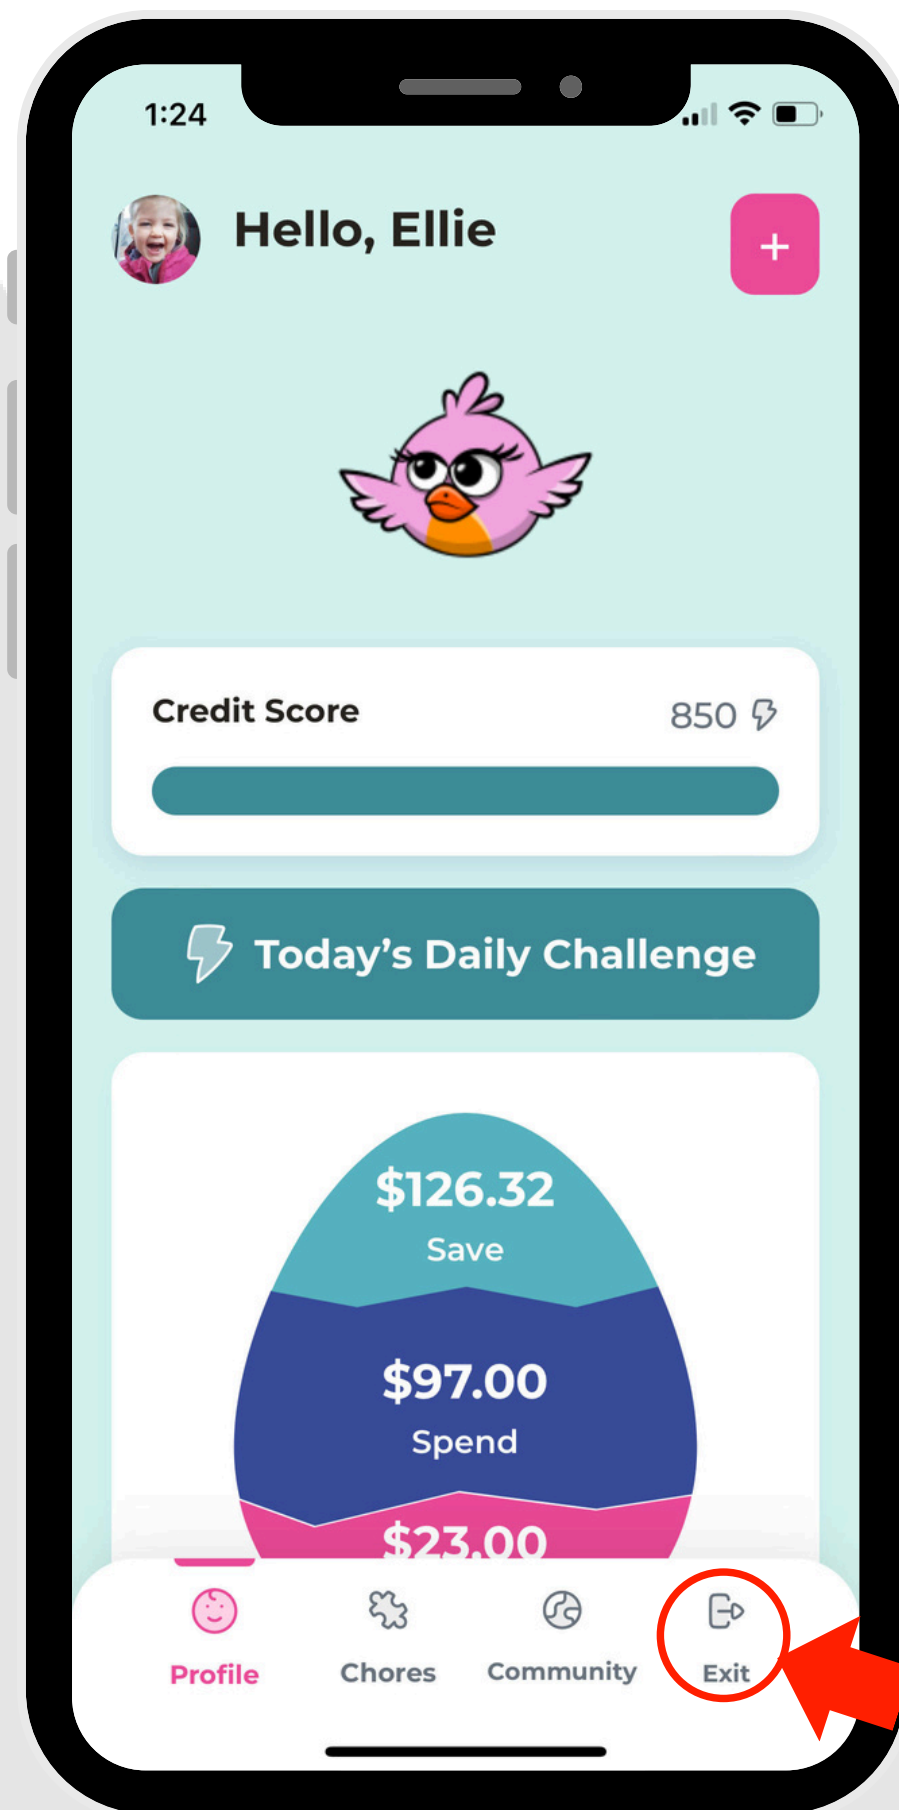 1:24
Hello, Ellie
+
Credit Score
850
Today’s Daily Challenge
$126.32
Save
$97.00
Spend
$23.00
Profile
Chores
Community
Exit